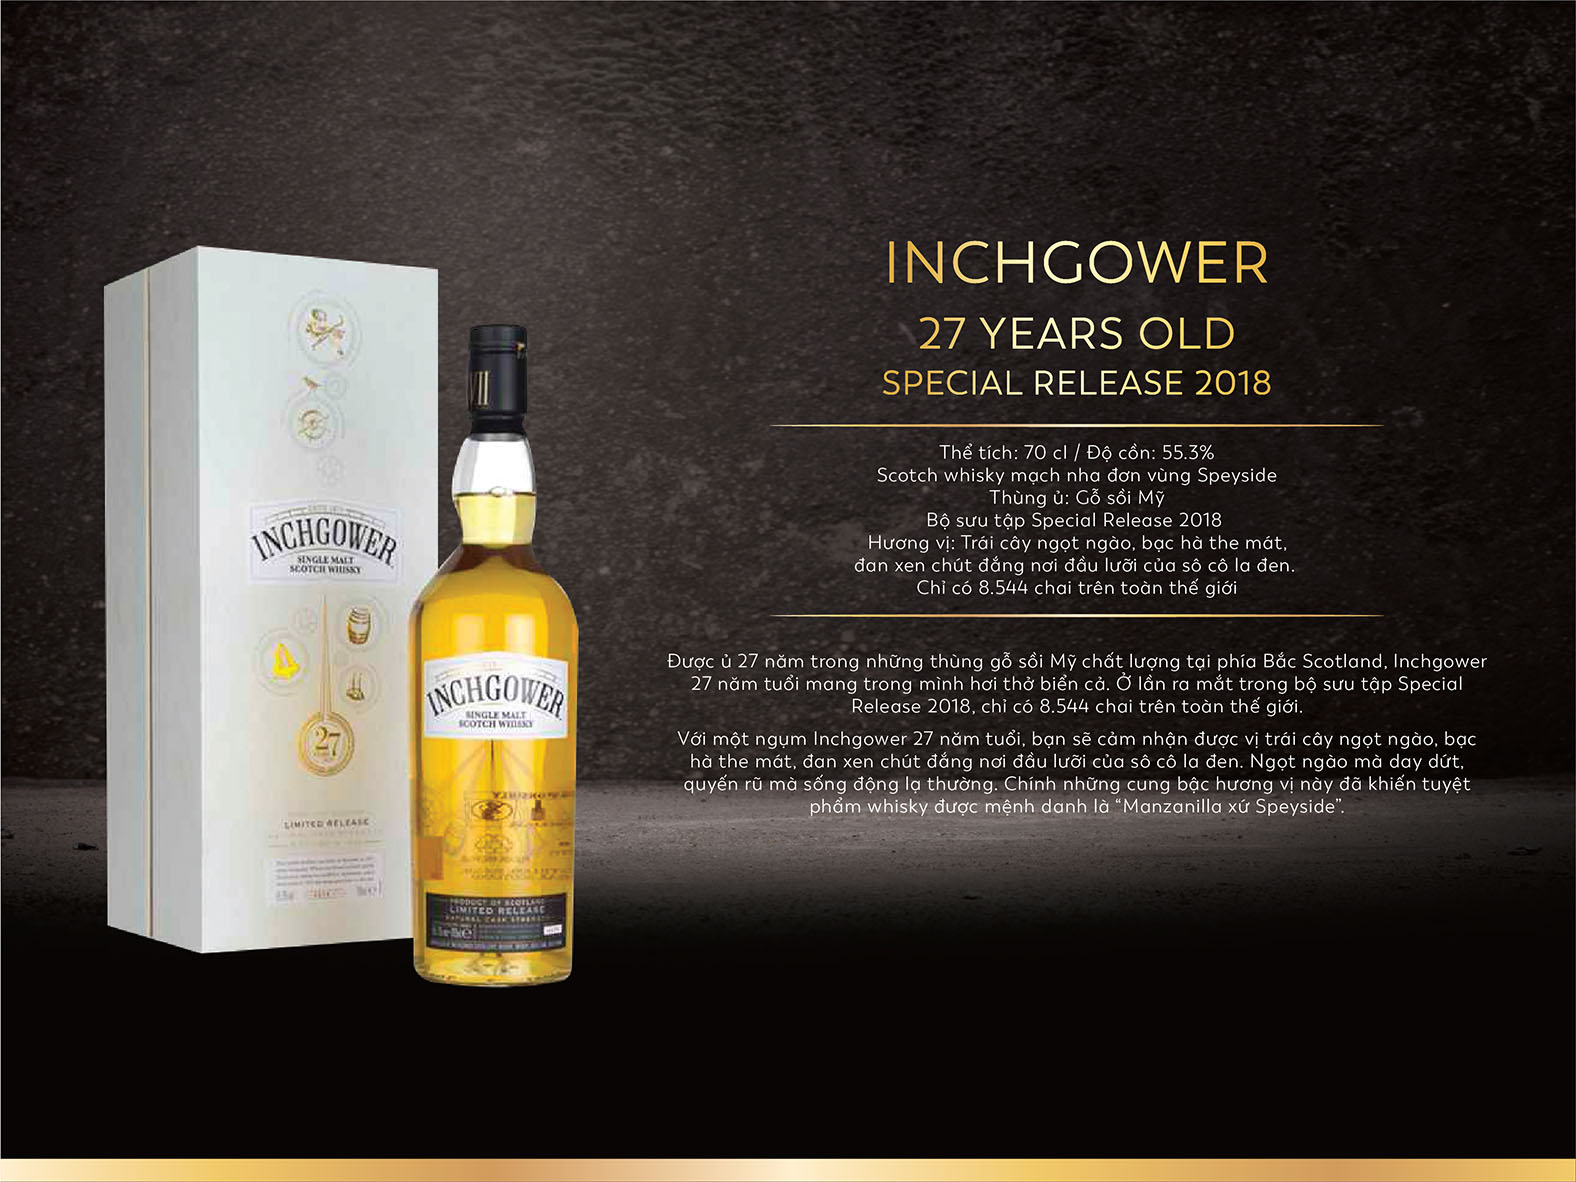 INCHGOWER
27 YEARS OLD
SPECIAL RELEASE 2018
Thể tích: 70 cl / Độ cồn: 55.3%
Scotch whisky mạch nha đơn vùng Speyside
Thùng ủ: Gỗ sồi Mỹ
Bộ sưu tập Special Release 2018
Hương vị: Trái cây ngọt ngào, bạc hà the mát,
đan xen chút đắng nơi đầu lưỡi của sô cô la đen.
Chỉ có 8.544 chai trên toàn thế giới
Được ủ 27 năm trong những thùng gỗ sồi Mỹ chất lượng tại phía Bắc Scotland, Inchgower
27 năm tuổi mang trong mình hơi thở biển cả. Ở lần ra mắt trong bộ sưu tập Special
Release 2018, chỉ có 8.544 chai trên toàn thế giới.
Với một ngụm Inchgower 27 năm tuổi, bạn sẽ cảm nhận được vị trái cây ngọt ngào, bạc
hà the mát, đan xen chút đắng nơi đầu lưỡi của sô cô la đen. Ngọt ngào mà day dứt,
quyến rũ mà sống động lạ thường. Chính những cung bậc hương vị này đã khiến tuyệt
phẩm whisky được mệnh danh là “Manzanilla xứ Speyside”.
INCHGOWER
SINGLE MALT
SCOTCH WHISKY
27
LIMITED RELEASE
VII
INCHGOWER
SINGLE MALT
SCOTCH WHISKY
PRODUCT OF SCOTLAND
LIMITED RELEASE
NATURAL CASK STRENGTH